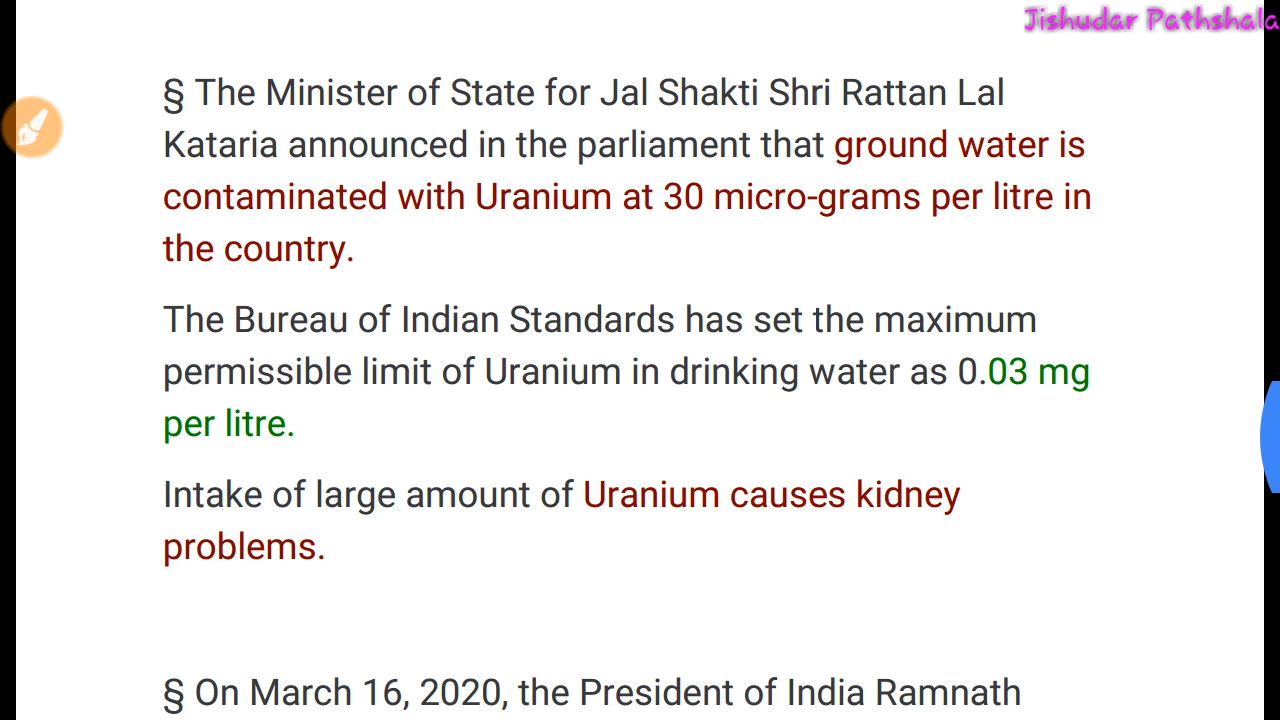 Jishudar Pathshala
§ The Minister of State for Jal Shakti Shri Rattan Lal
Kataria announced in the parliament that ground water is
contaminated with Uranium at 30 micro-grams per litre in
the country.
The Bureau of Indian Standards has set the maximum
permissible limit of Uranium in drinking water as 0.03 mg
per litre.
Intake of large amount of Uranium causes kidney
problems.
§ On March 16, 2020, the President of India Ramnath